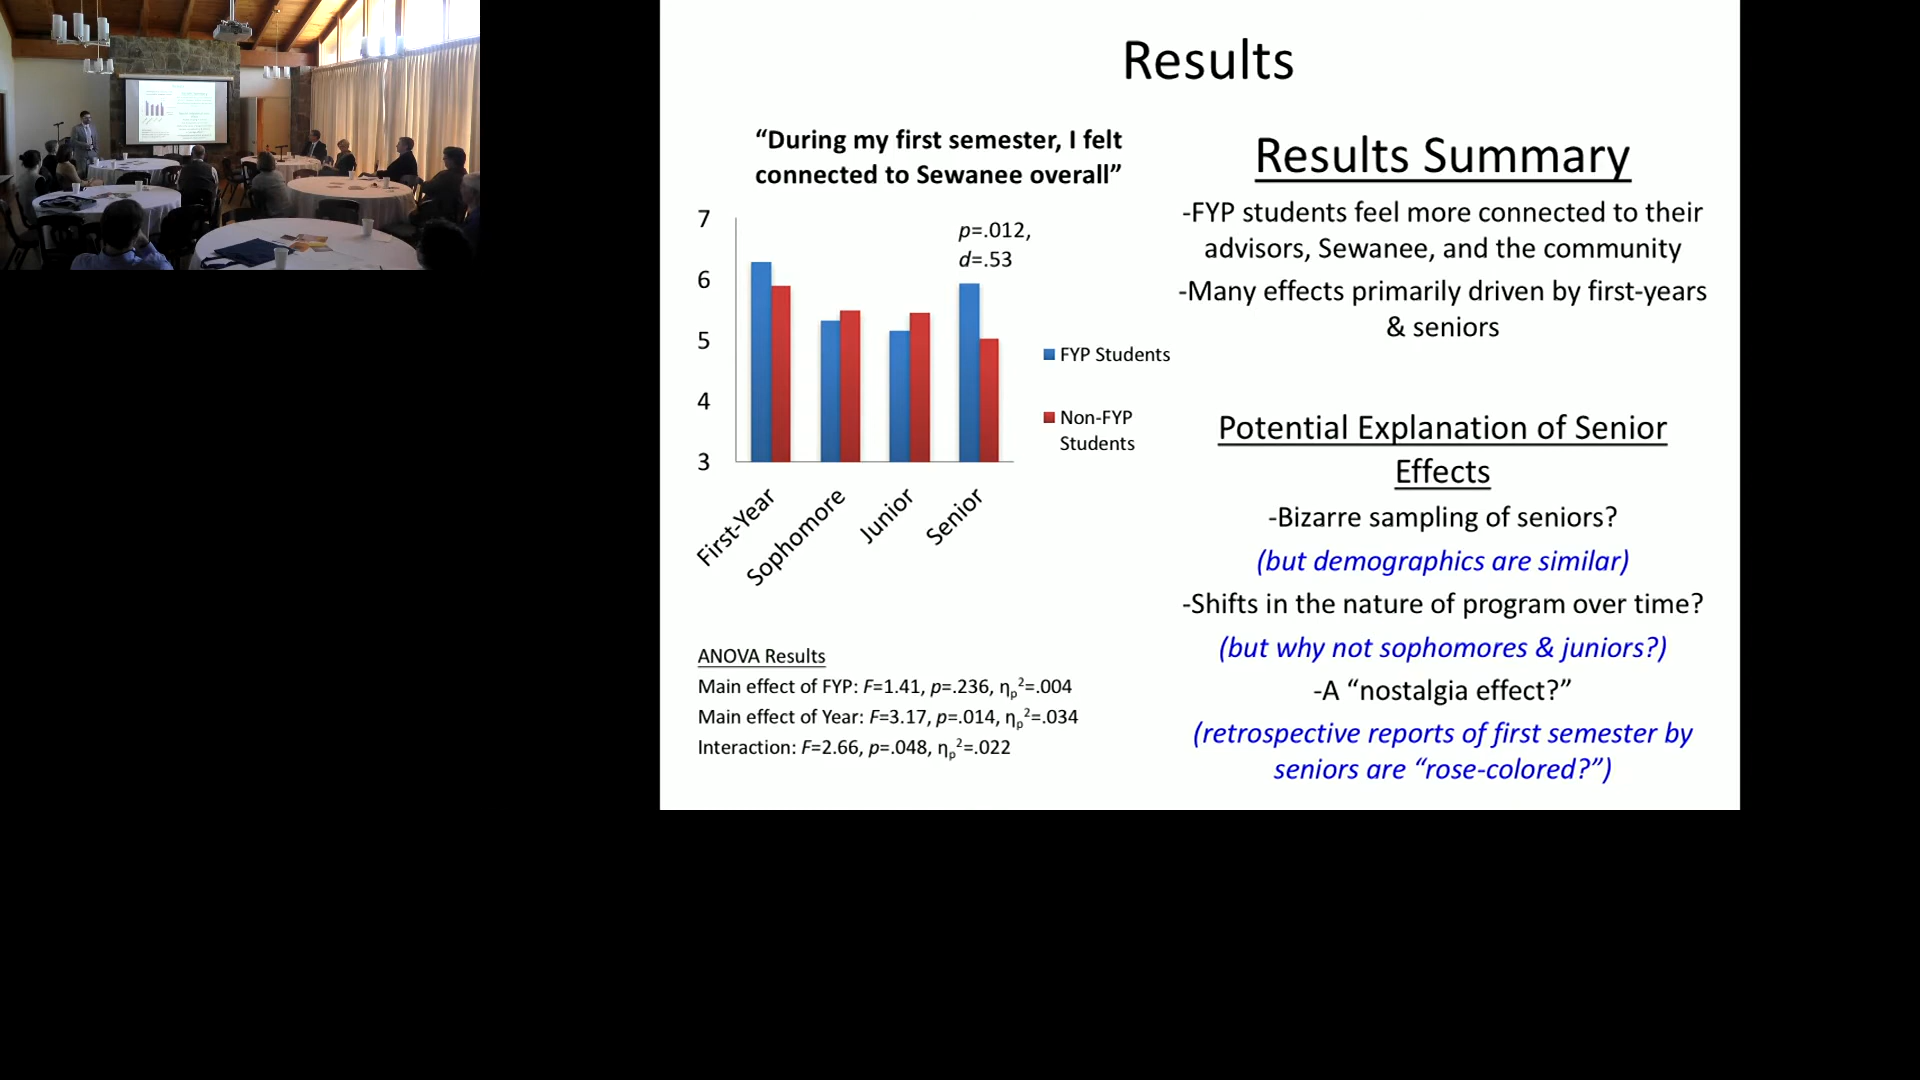 Results
“During my first semester, I felt
connected to Sewanee overall”
7
6
5
4
3
p=.012,
d=.53
FYP Students
Non-FYP
Students
First-Year
Sophomore
Junior
Senior
ANOVA Results
Main effect of FYP: F=1.41, p=.236, ηp²=.004
Main effect of Year: F=3.17, p=.014, ηp²=.034
Interaction: F=2.66, p=.048, ηp²=.022
Results Summary
-FYP students feel more connected to their
advisors, Sewanee, and the community
-Many effects primarily driven by first-years
& seniors
Potential Explanation of Senior
Effects
-Bizarre sampling of seniors?
(but demographics are similar)
-Shifts in the nature of program over time?
(but why not sophomores & juniors?)
-A “nostalgia effect?”
(retrospective reports of first semester by
seniors are “rose-colored?”)